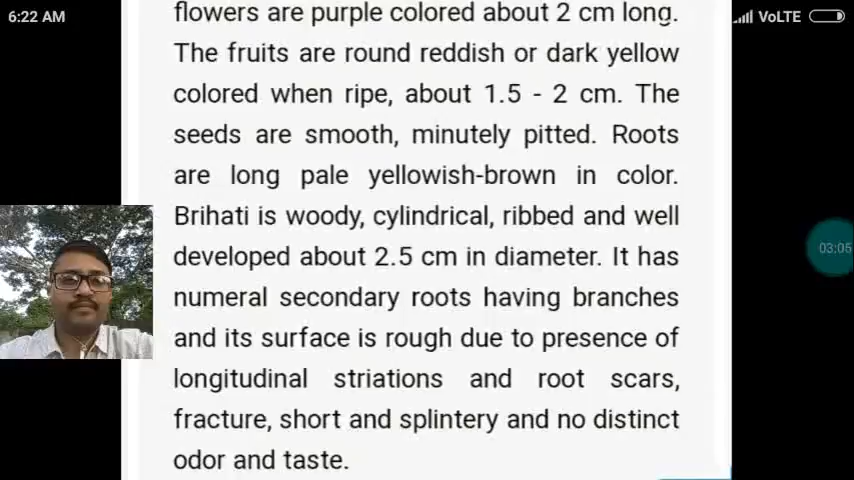 6:22 AM
VoLTE
flowers are purple colored about 2 cm long.
The fruits are round reddish or dark yellow
colored when ripe, about 1.5 - 2 cm. The
seeds are smooth, minutely pitted. Roots
are long pale yellowish-brown in color.
Brihati is woody, cylindrical, ribbed and well
developed about 2.5 cm in diameter. It has
numeral secondary roots having branches
and its surface is rough due to presence of
longitudinal striations and root scars,
fracture, short and splintery and no distinct
odor and taste.
03:05